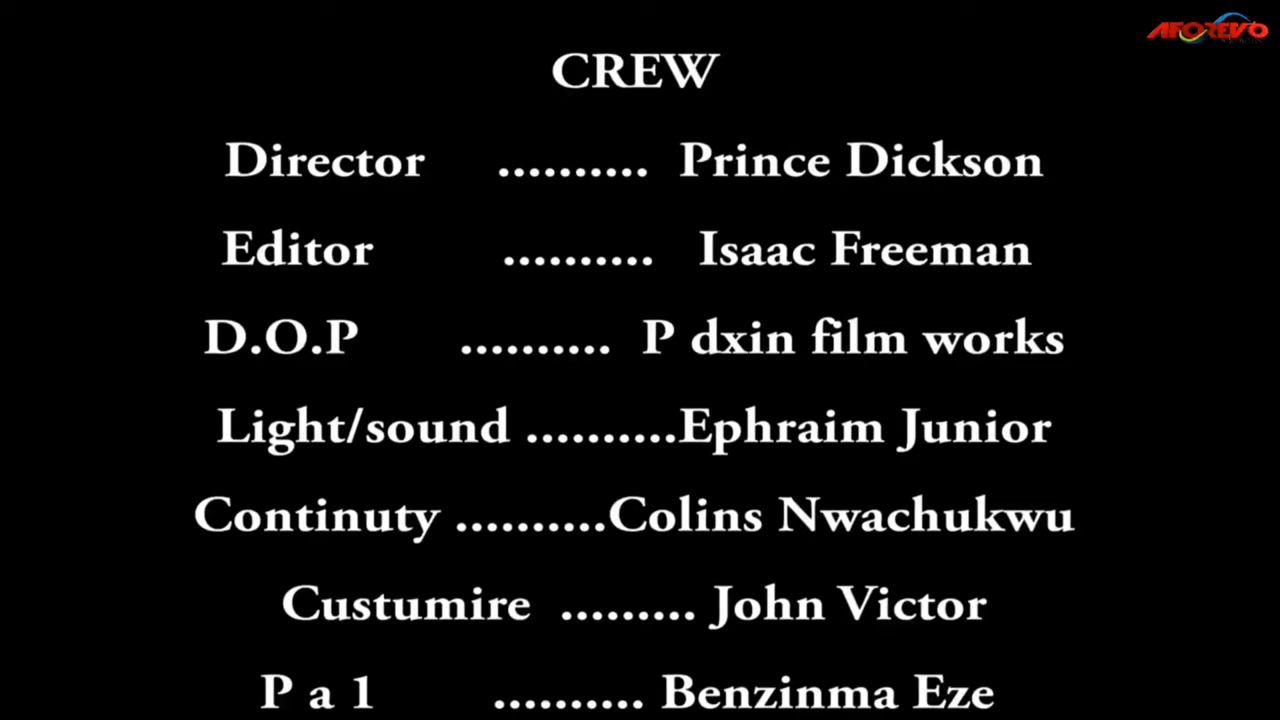 AFOREVO
CREW
Director .......... Prince Dickson
Editor .......... Isaac Freeman
D.O.P .......... P dxin film works
Light/sound ..........Ephraim Junior
Continuty ..........Colins Nwachukwu
Custumire ......... John Victor
P a 1 .......... Benzinma Eze